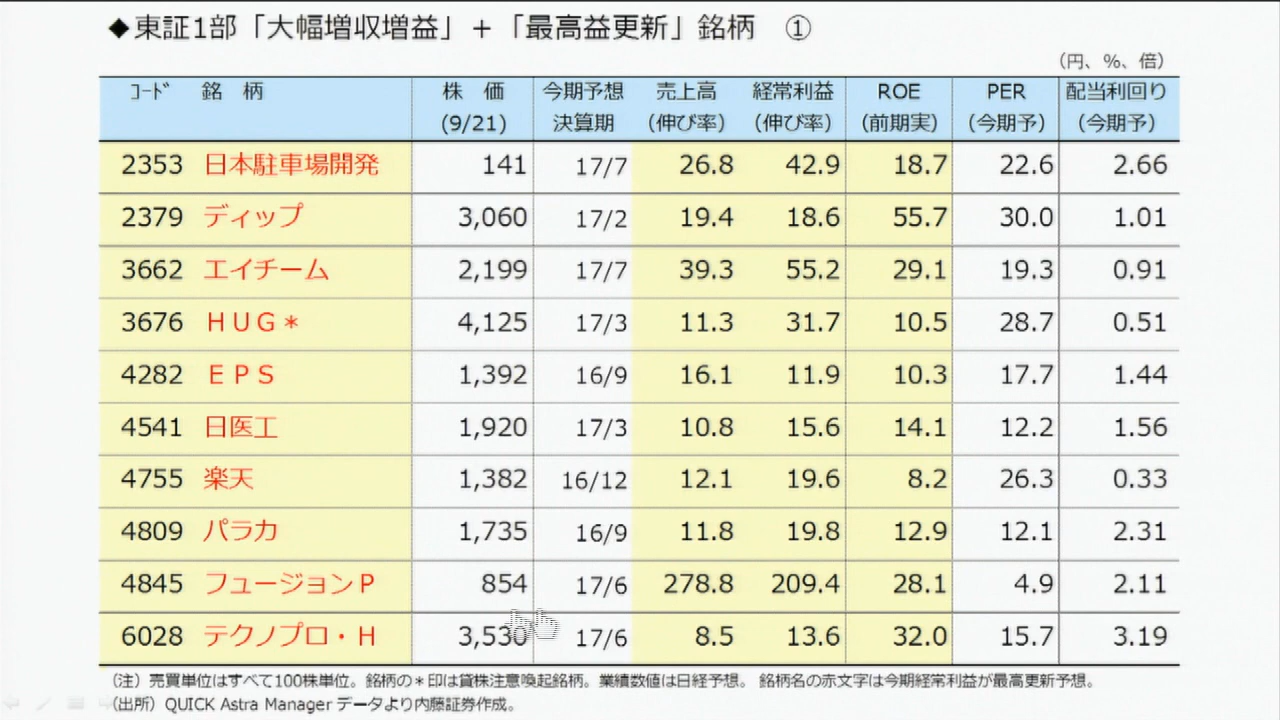 ◆東証1部「大幅増収増益」＋「最高益更新」銘柄　①
（円、％、倍）
ｺｰﾄﾞ 銘　柄 株　価 今期予想 売上高 経常利益 ROE PER 配当利回り
(9/21) 決算期 (伸び率) (伸び率) (前期実) (今期予) (今期予)
2353 日本駐車場開発 141 17/7 26.8 42.9 18.7 22.6 2.66
2379 ディップ 3,060 17/2 19.4 18.6 55.7 30.0 1.01
3662 エイチーム 2,199 17/7 39.3 55.2 29.1 19.3 0.91
3676 ＨＵＧ＊ 4,125 17/3 11.3 31.7 10.5 28.7 0.51
4282 ＥＰＳ 1,392 16/9 16.1 11.9 10.3 17.7 1.44
4541 日医工 1,920 17/3 10.8 15.6 14.1 12.2 1.56
4755 楽天 1,382 16/12 12.1 19.6 8.2 26.3 0.33
4809 パラカ 1,735 16/9 11.8 19.8 12.9 12.1 2.31
4845 フュージョンＰ 854 17/6 278.8 209.4 28.1 4.9 2.11
6028 テクノプロ・Ｈ 3,530 17/6 8.5 13.6 32.0 15.7 3.19
（注）売買単位はすべて100株単位。銘柄の＊印は貸株注意喚起銘柄。業績数値は日経予想。 銘柄名の赤文字は今期経常利益が最高更新予想。
（出所）QUICK Astra Manager データより内藤証券作成。